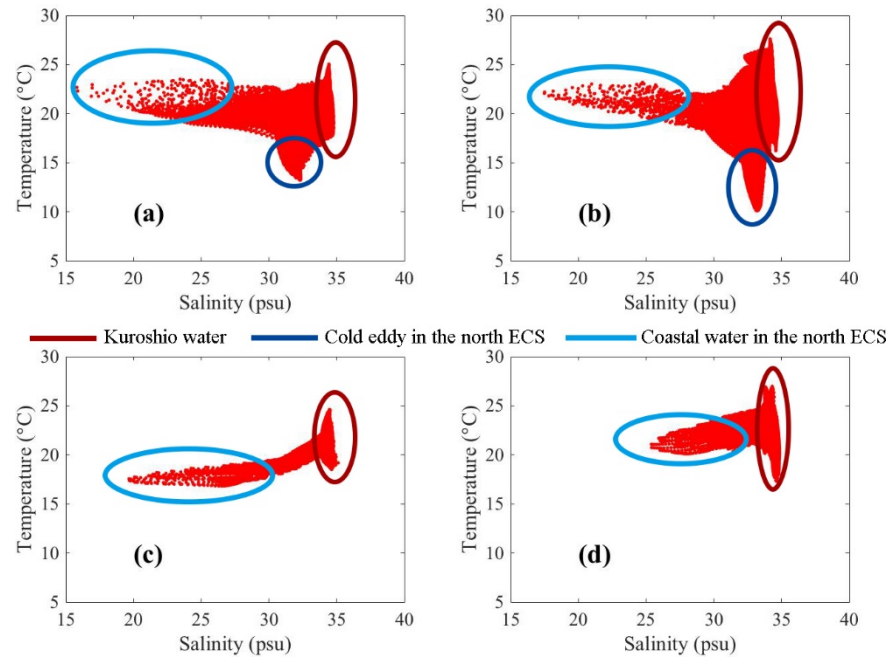 30
25
20
15
10
5
Temperature (°C)
(a)
15 20 25 30 35 40
Salinity (psu)
30
25
20
15
10
5
Temperature (°C)
(b)
15 20 25 30 35 40
Salinity (psu)
Kuroshio water Cold eddy in the north ECS Coastal water in the north ECS
30
25
20
15
10
5
Temperature (°C)
(c)
15 20 25 30 35 40
Salinity (psu)
30
25
20
15
10
5
Temperature (°C)
(d)
15 20 25 30 35 40
Salinity (psu)